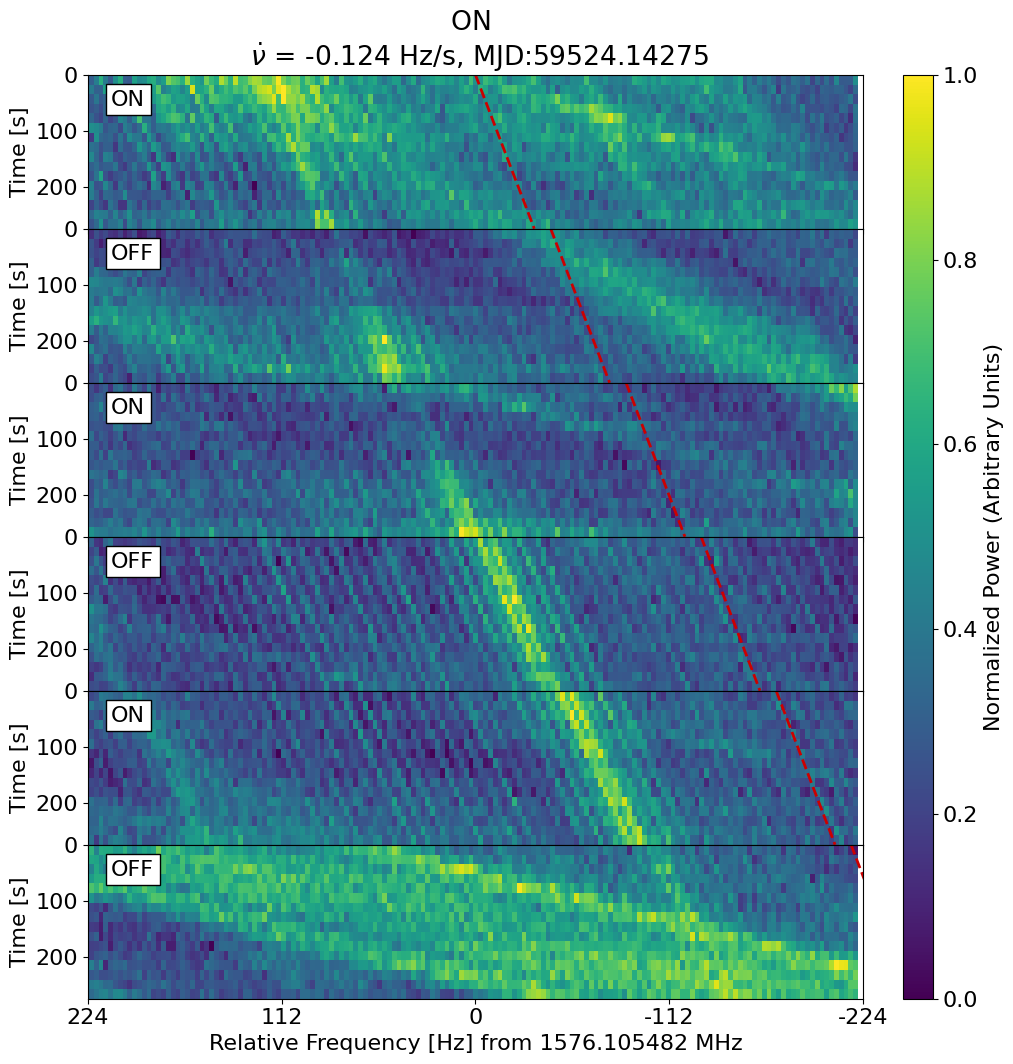 ON
ν̇ = -0.124 Hz/s, MJD:59524.14275
0
ON
100
Time [s]
200
0
OFF
100
Time [s]
200
0
ON
100
Time [s]
200
0
OFF
100
Time [s]
200
0
ON
100
Time [s]
200
0
OFF
100
Time [s]
200
224 112 0 -112 -224
Relative Frequency [Hz] from 1576.105482 MHz
1.0
0.8
0.6
0.4
0.2
0.0
Normalized Power (Arbitrary Units)